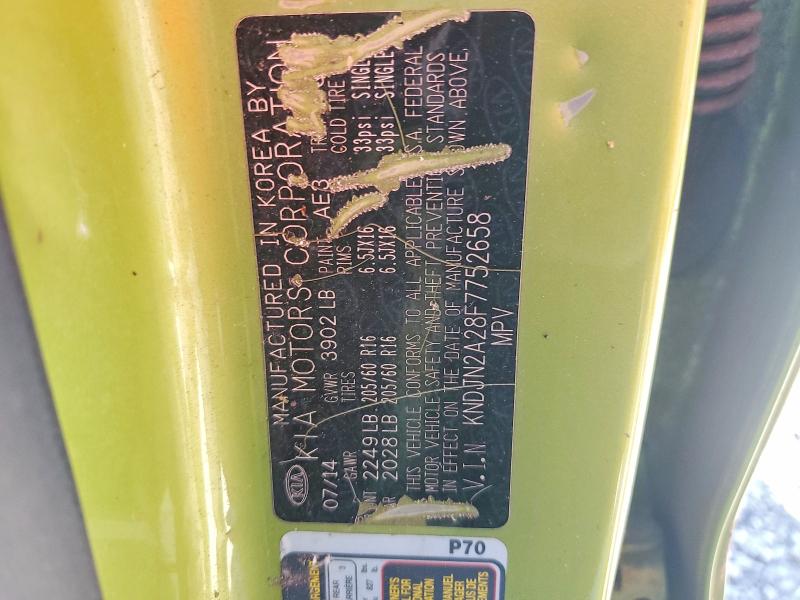 MANUFACTURED IN KOREA BY
KIA KIA MOTORS CORPORATION
07/14 GVWR 3902 LB PAINT AE3
GAWR TIRES RIMS COLD TIRE
2249 LB 205/60 R16 6.5JX16 33psi SINGLE
2028 LB 205/60 R16 6.5JX16 33psi SINGLE
THIS VEHICLE CONFORMS TO ALL APPLICABLE U.S.A. FEDERAL
MOTOR VEHICLE SAFETY AND THEFT PREVENTION STANDARDS
IN EFFECT ON THE DATE OF MANUFACTURE SHOWN ABOVE.
V.I.N KNDJN2A28F7752658
MPV
P70